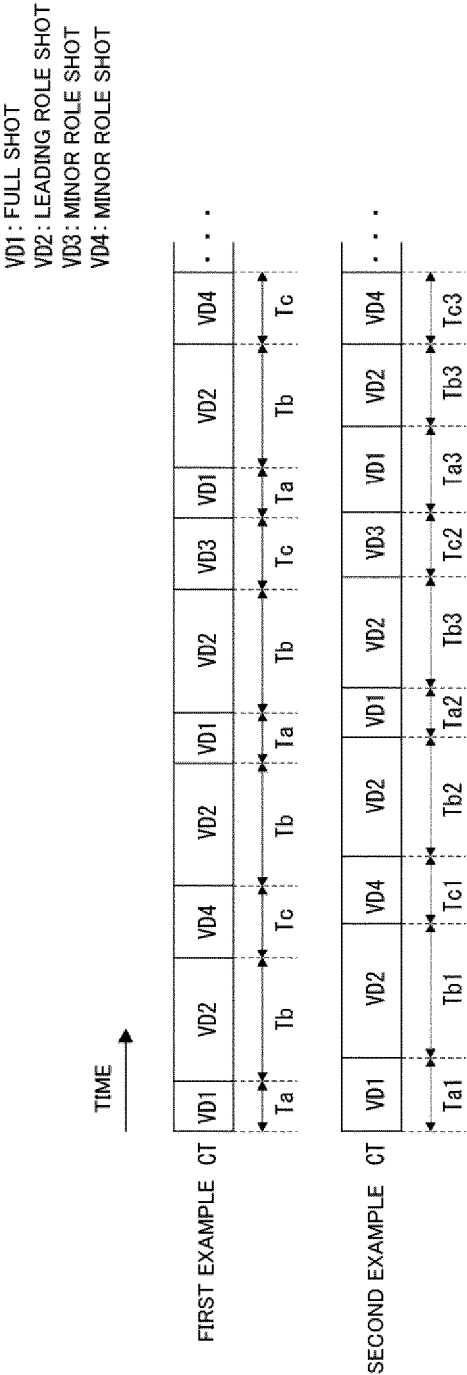 VD1 : FULL SHOT
VD2 : LEADING ROLE SHOT
VD3 : MINOR ROLE SHOT
VD4 : MINOR ROLE SHOT
TIME
FIRST EXAMPLE CT VD1 VD2 VD4 VD2 VD1 VD2 VD3 VD1 VD2 VD4 . . .
Ta Tb Tc Tb Ta Tb Tc Ta Tb Tc
SECOND EXAMPLE CT VD1 VD2 VD4 VD2 VD1 VD2 VD3 VD1 VD2 VD4 . . .
Ta1 Tb1 Tc1 Tb2 Ta2 Tb3 Tc2 Ta3 Tb3 Tc3